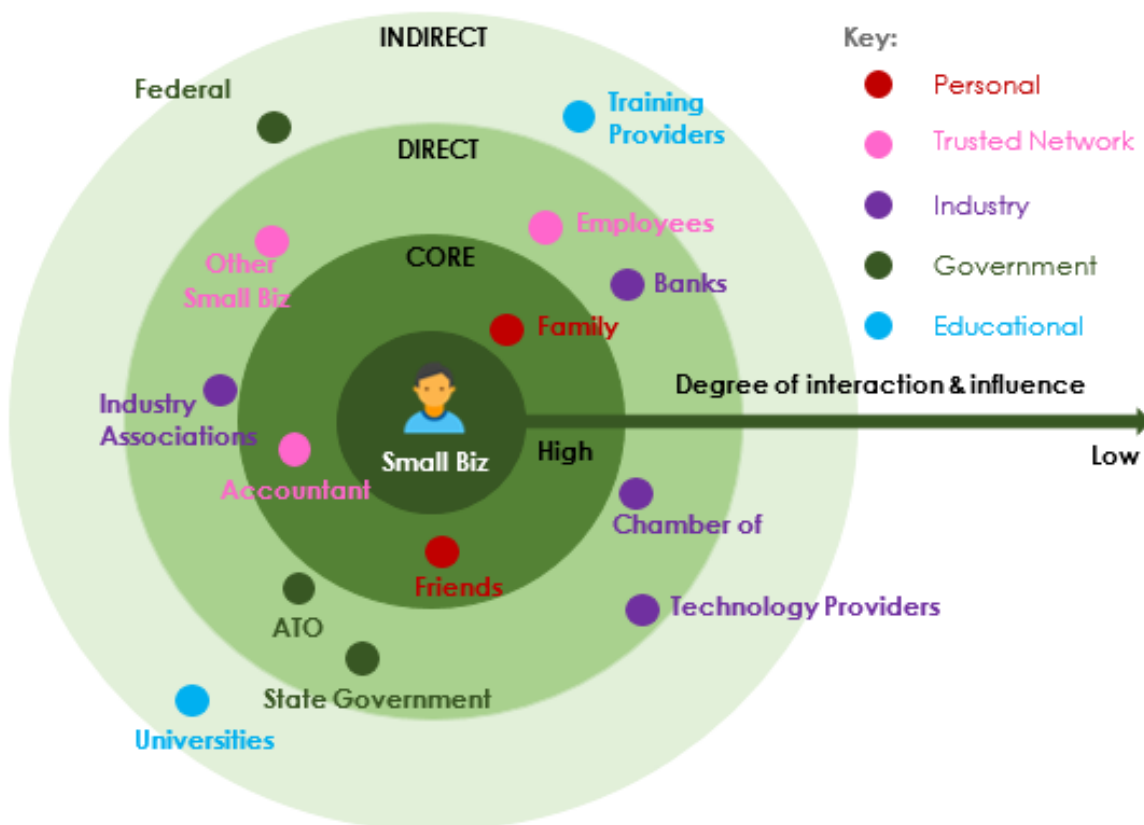 INDIRECT
Key:
Federal
Training
Providers
Personal
DIRECT
Trusted Network
Employees
Industry
Other
Small Biz
CORE
Banks
Government
Family
Educational
Degree of interaction & influence
Industry
Associations
Small Biz
High
Low
Accountant
Chamber of
Friends
Technology Providers
ATO
State Government
Universities